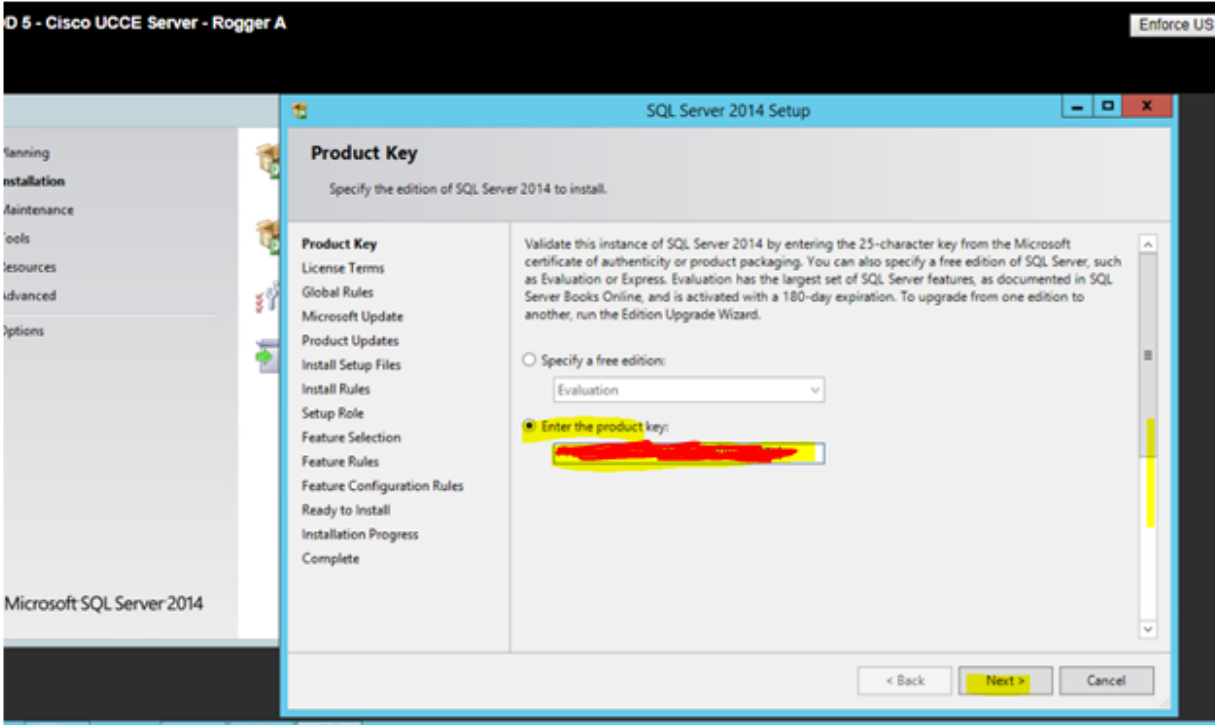 D 5 - Cisco UCCE Server - Rogger A
Enforce US
SQL Server 2014 Setup
Planning
Installation
Maintenance
Tools
Resources
Advanced
Options
Microsoft SQL Server 2014
Product Key
Specify the edition of SQL Server 2014 to install.
Product Key
License Terms
Global Rules
Microsoft Update
Product Updates
Install Setup Files
Install Rules
Setup Role
Feature Selection
Feature Rules
Feature Configuration Rules
Ready to Install
Installation Progress
Complete
Validate this instance of SQL Server 2014 by entering the 25-character key from the Microsoft
certificate of authenticity or product packaging. You can also specify a free edition of SQL Server, such
as Evaluation or Express. Evaluation has the largest set of SQL Server features, as documented in SQL
Server Books Online, and is activated with a 180-day expiration. To upgrade from one edition to
another, run the Edition Upgrade Wizard.
Specify a free edition:
Evaluation
Enter the product key:
< Back
Next >
Cancel